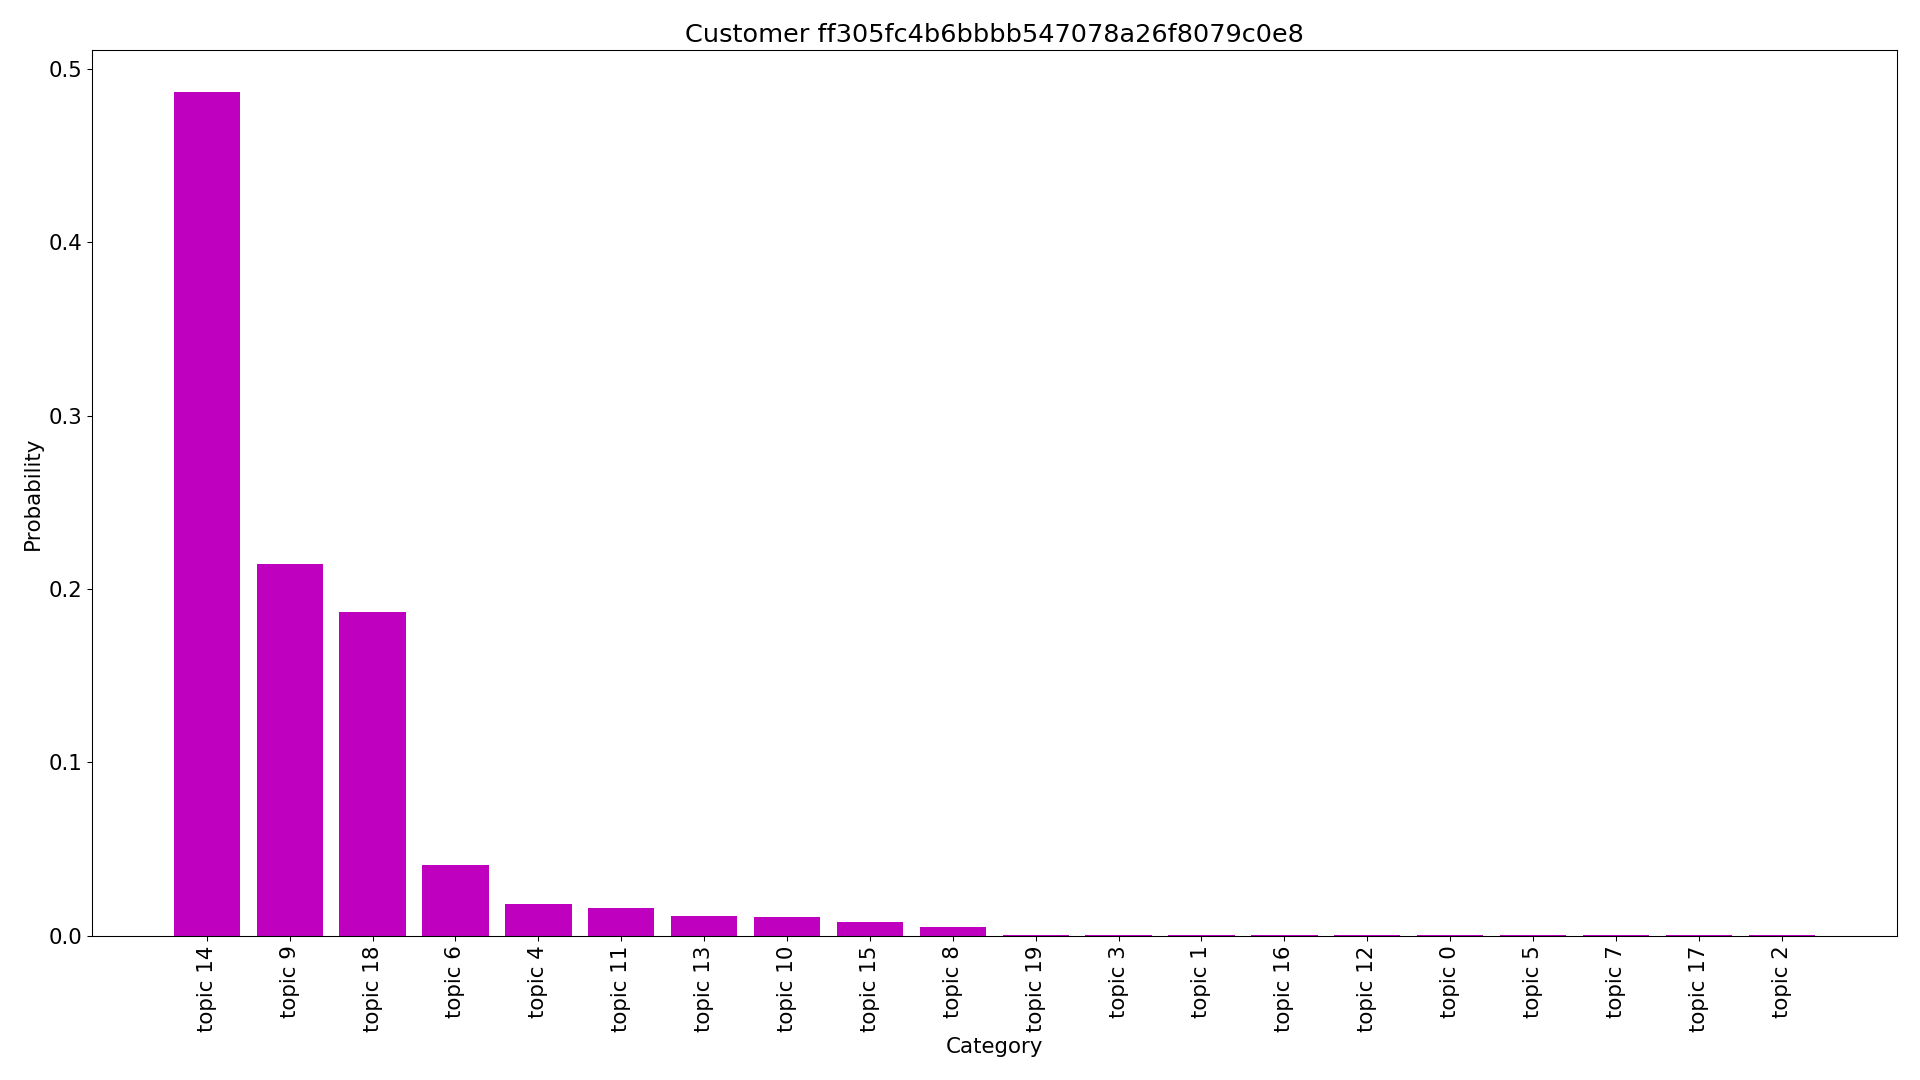 Customer ff305fc4b6bbbb547078a26f8079c0e8
0.5
0.4
0.3
0.2
0.1
0.0
Probability
topic 14
topic 9
topic 18
topic 6
topic 4
topic 11
topic 13
topic 10
topic 15
topic 8
topic 19
topic 3
topic 1
topic 16
topic 12
topic 0
topic 5
topic 7
topic 17
topic 2
Category